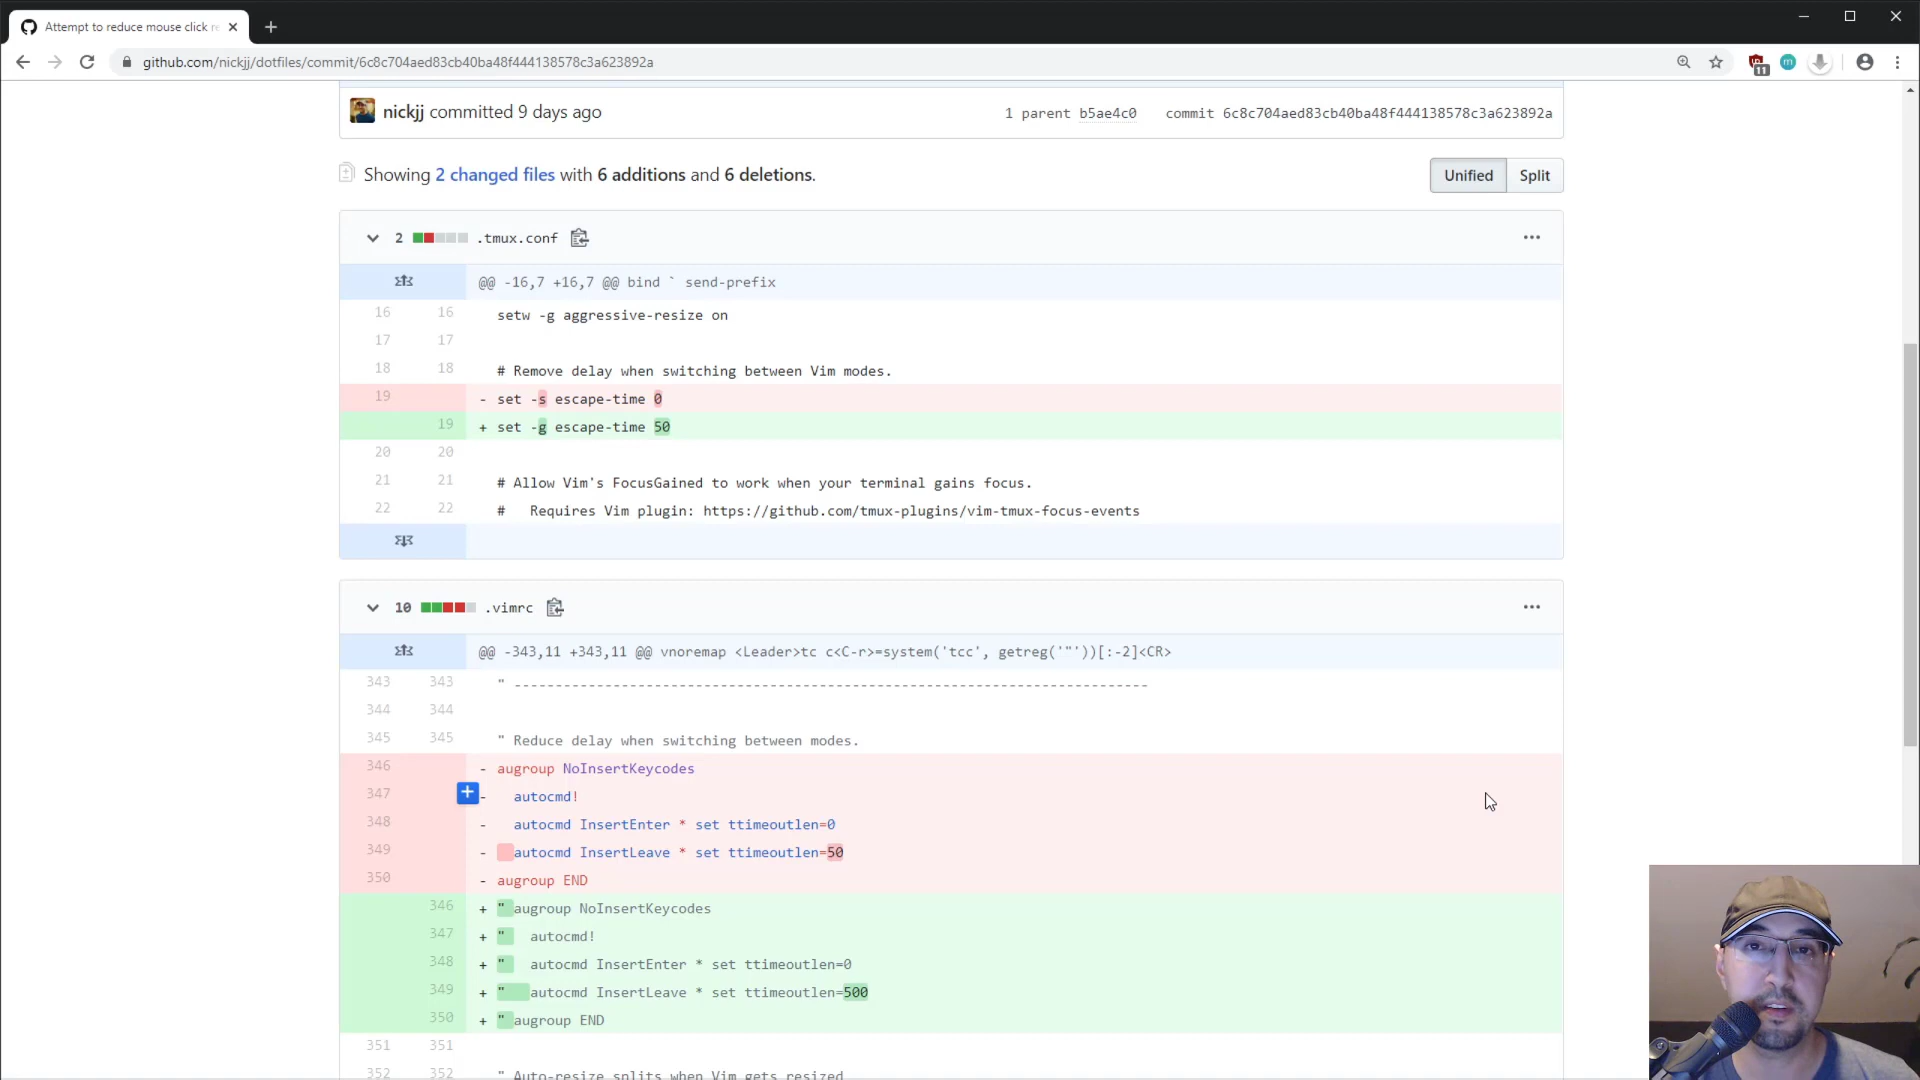 Attempt to reduce mouse click re
github.com/nickjj/dotfiles/commit/6c8c704aed83cb40ba48f444138578c3a623892a
11
m
nickjj committed 9 days ago
1 parent b5ae4c0 commit 6c8c704aed83cb40ba48f444138578c3a623892a
Showing 2 changed files with 6 additions and 6 deletions.
Unified Split
2 .tmux.conf
@@ -16,7 +16,7 @@ bind ` send-prefix
16 16 setw -g aggressive-resize on
17 17
18 18 # Remove delay when switching between Vim modes.
19 - set -s escape-time 0
19 + set -g escape-time 50
20 20
21 21 # Allow Vim's FocusGained to work when your terminal gains focus.
22 22 #   Requires Vim plugin: https://github.com/tmux-plugins/vim-tmux-focus-events
10 .vimrc
@@ -343,11 +343,11 @@ vnoremap <Leader>tc c<C-r>=system('tcc', getreg('"'))[:-2]<CR>
343 343 " -----------------------------------------------------------------------------
344 344
345 345 " Reduce delay when switching between modes.
346 - augroup NoInsertKeycodes
347 -   autocmd!
348 -   autocmd InsertEnter * set ttimeoutlen=0
349 -   autocmd InsertLeave * set ttimeoutlen=50
350 - augroup END
346 + " augroup NoInsertKeycodes
347 + "   autocmd!
348 + "   autocmd InsertEnter * set ttimeoutlen=0
349 + "   autocmd InsertLeave * set ttimeoutlen=500
350 + " augroup END
351 351
352 352 " Auto-resize splits when Vim gets resized